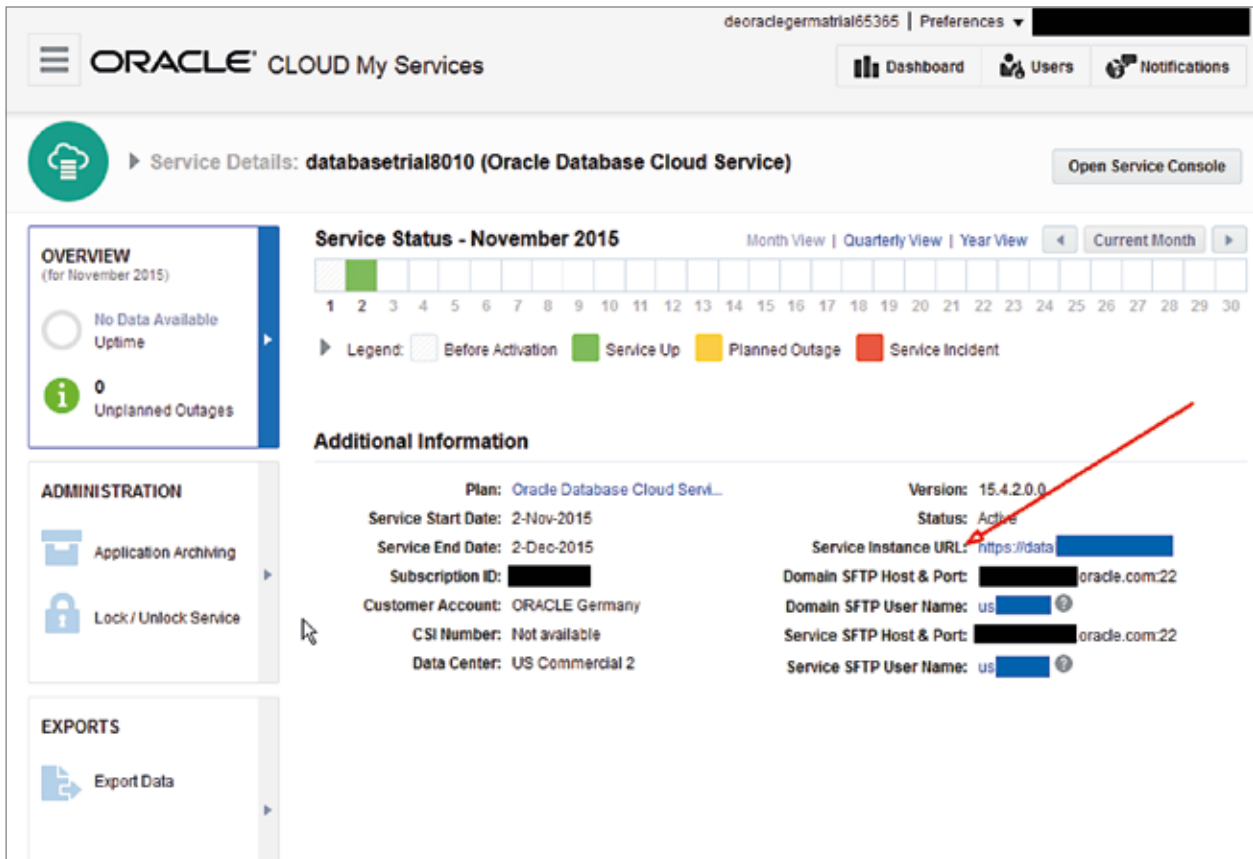 deoraclegermatrial65365 | Preferences
ORACLE CLOUD My Services
Dashboard
Users
Notifications
Service Details: databasetrial8010 (Oracle Database Cloud Service)
Open Service Console
OVERVIEW
(for November 2015)
No Data Available
Uptime
0
Unplanned Outages
Service Status - November 2015
Month View | Quarterly View | Year View
Current Month
1 2 3 4 5 6 7 8 9 10 11 12 13 14 15 16 17 18 19 20 21 22 23 24 25 26 27 28 29 30
Legend: Before Activation Service Up Planned Outage Service Incident
Additional Information
Plan: Oracle Database Cloud Servi...
Service Start Date: 2-Nov-2015
Service End Date: 2-Dec-2015
Subscription ID:
Customer Account: ORACLE Germany
CSI Number: Not available
Data Center: US Commercial 2
Version: 15.4.2.0.0
Status: Active
Service Instance URL: https://data
Domain SFTP Host & Port: oracle.com:22
Domain SFTP User Name: us
Service SFTP Host & Port: .oracle.com:22
Service SFTP User Name: us
ADMINISTRATION
Application Archiving
Lock / Unlock Service
EXPORTS
Export Data